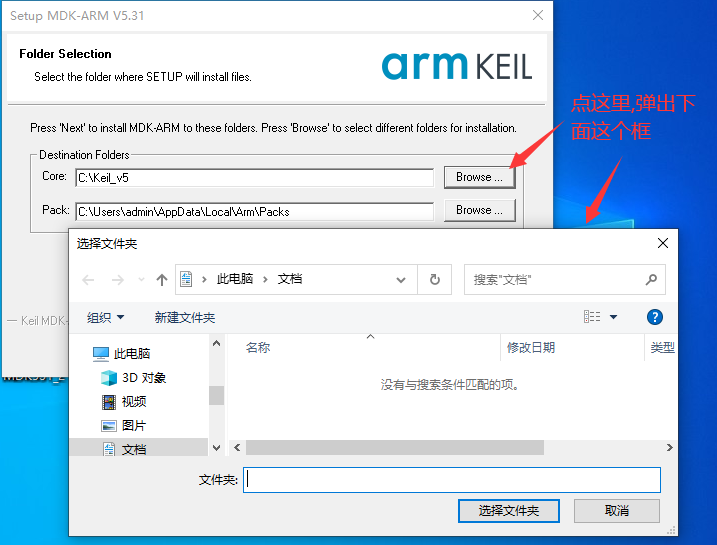 Setup MDK-ARM V5.31
Folder Selection
Select the folder where SETUP will install files.
arm KEIL
点这里,弹出下
面这个框
Press 'Next' to install MDK-ARM to these folders. Press 'Browse' to select different folders for installation.
Destination Folders
Core: C:\Keil_v5 Browse ...
Pack: C:\Users\admin\AppData\Local\Arm\Packs Browse ...
选择文件夹
此电脑 文档 搜索"文档"
组织 新建文件夹
Keil MDK-
名称 修改日期 类型
此电脑
3D 对象
没有与搜索条件匹配的项。
视频
图片
文档
文件夹:
选择文件夹 取消